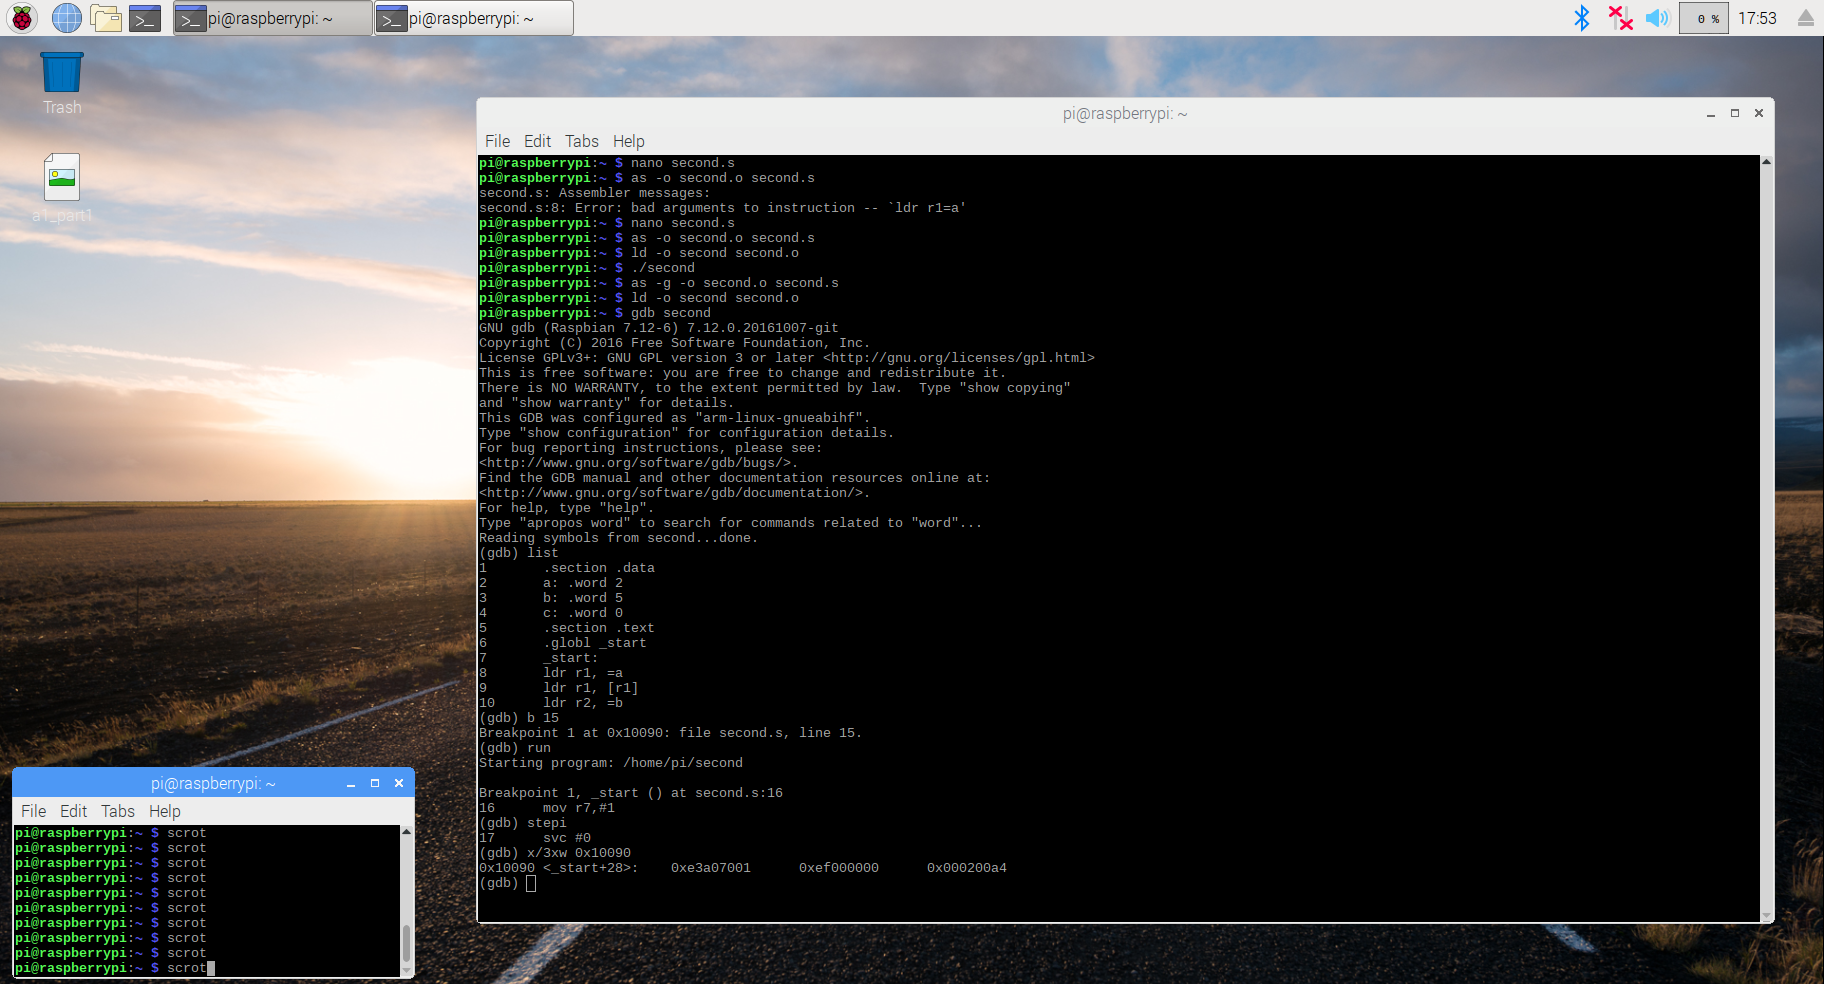 pi@raspberrypi: ~
pi@raspberrypi: ~
0 %
17:53
Trash
a1_part1
pi@raspberrypi: ~
File Edit Tabs Help
pi@raspberrypi:~ $ nano second.s
pi@raspberrypi:~ $ as -o second.o second.s
second.s: Assembler messages:
second.s:8: Error: bad arguments to instruction -- `ldr r1=a'
pi@raspberrypi:~ $ nano second.s
pi@raspberrypi:~ $ as -o second.o second.s
pi@raspberrypi:~ $ ld -o second second.o
pi@raspberrypi:~ $ ./second
pi@raspberrypi:~ $ as -g -o second.o second.s
pi@raspberrypi:~ $ ld -o second second.o
pi@raspberrypi:~ $ gdb second
GNU gdb (Raspbian 7.12-6) 7.12.0.20161007-git
Copyright (C) 2016 Free Software Foundation, Inc.
License GPLv3+: GNU GPL version 3 or later <http://gnu.org/licenses/gpl.html>
This is free software: you are free to change and redistribute it.
There is NO WARRANTY, to the extent permitted by law.  Type "show copying"
and "show warranty" for details.
This GDB was configured as "arm-linux-gnueabihf".
Type "show configuration" for configuration details.
For bug reporting instructions, please see:
<http://www.gnu.org/software/gdb/bugs/>.
Find the GDB manual and other documentation resources online at:
<http://www.gnu.org/software/gdb/documentation/>.
For help, type "help".
Type "apropos word" to search for commands related to "word"...
Reading symbols from second...done.
(gdb) list
1       .section .data
2       a: .word 2
3       b: .word 5
4       c: .word 0
5       .section .text
6       .globl _start
7       _start:
8       ldr r1, =a
9       ldr r1, [r1]
10      ldr r2, =b
(gdb) b 15
Breakpoint 1 at 0x10090: file second.s, line 15.
(gdb) run
Starting program: /home/pi/second
Breakpoint 1, _start () at second.s:16
16      mov r7,#1
(gdb) stepi
17      svc #0
(gdb) x/3xw 0x10090
0x10090 <_start+28>:    0xe3a07001      0xef000000      0x000200a4
(gdb)
pi@raspberrypi: ~
File Edit Tabs Help
pi@raspberrypi:~ $ scrot
pi@raspberrypi:~ $ scrot
pi@raspberrypi:~ $ scrot
pi@raspberrypi:~ $ scrot
pi@raspberrypi:~ $ scrot
pi@raspberrypi:~ $ scrot
pi@raspberrypi:~ $ scrot
pi@raspberrypi:~ $ scrot
pi@raspberrypi:~ $ scrot
pi@raspberrypi:~ $ scrot